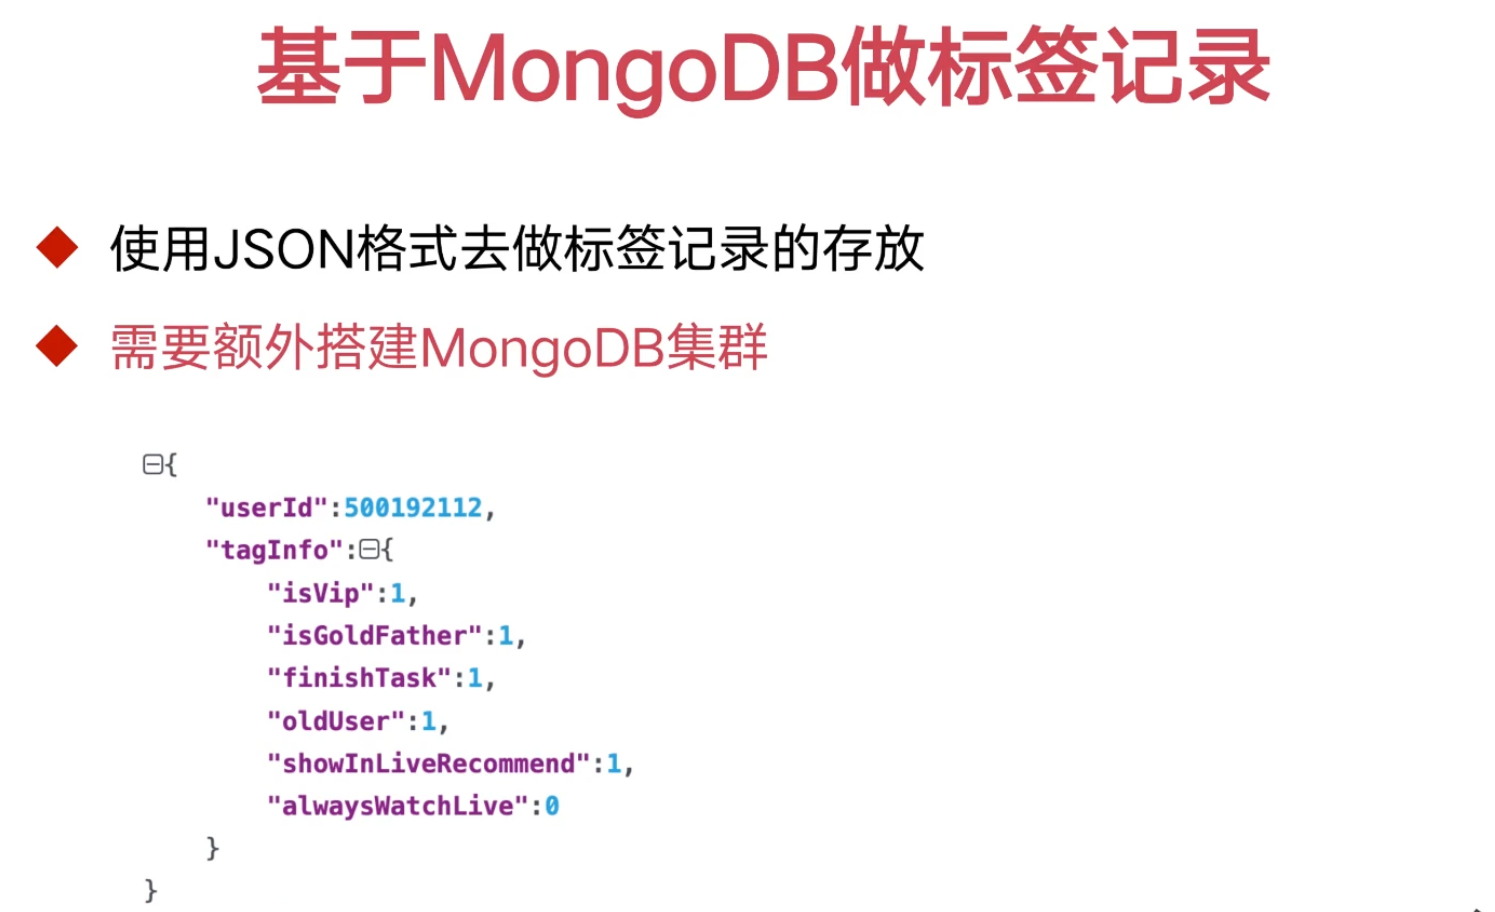 基于MongoDB做标签记录
使用JSON格式去做标签记录的存放
需要额外搭建MongoDB集群
{
"userId":500192112,
"tagInfo":{
"isVip":1,
"isGoldFather":1,
"finishTask":1,
"oldUser":1,
"showInLiveRecommend":1,
"alwaysWatchLive":0
}
}